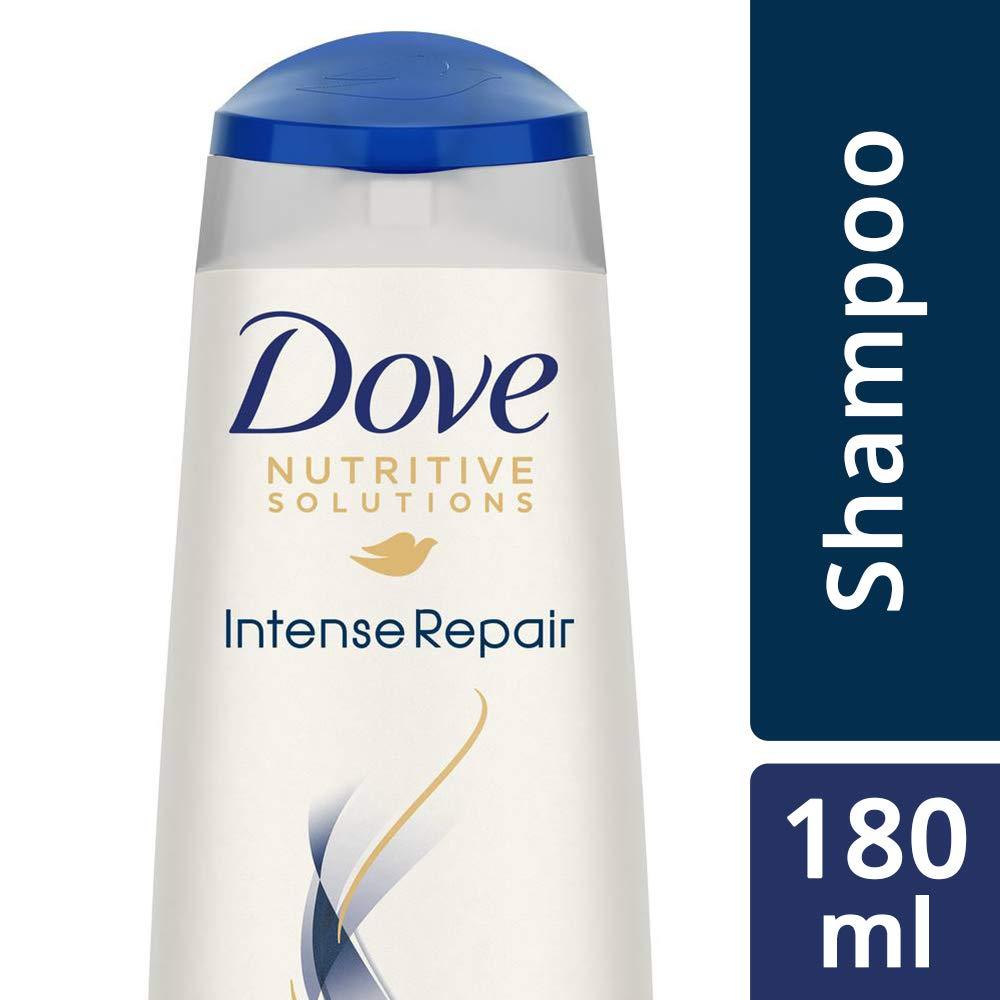 Dove
NUTRITIVE
SOLUTIONS
Intense Repair
Shampoo
180
ml